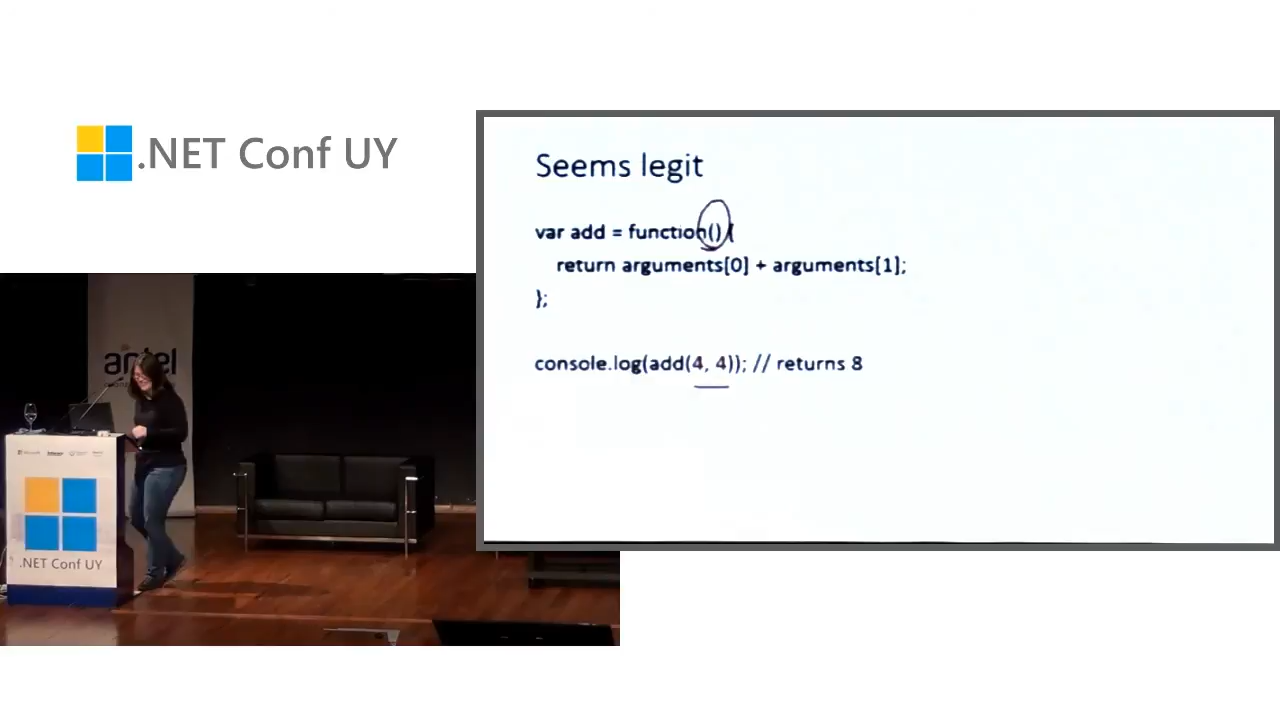 .NET Conf UY
Seems legit
var add = function() {
return arguments[0] + arguments[1];
};
console.log(add(4, 4)); // returns 8
antel
.NET Conf UY